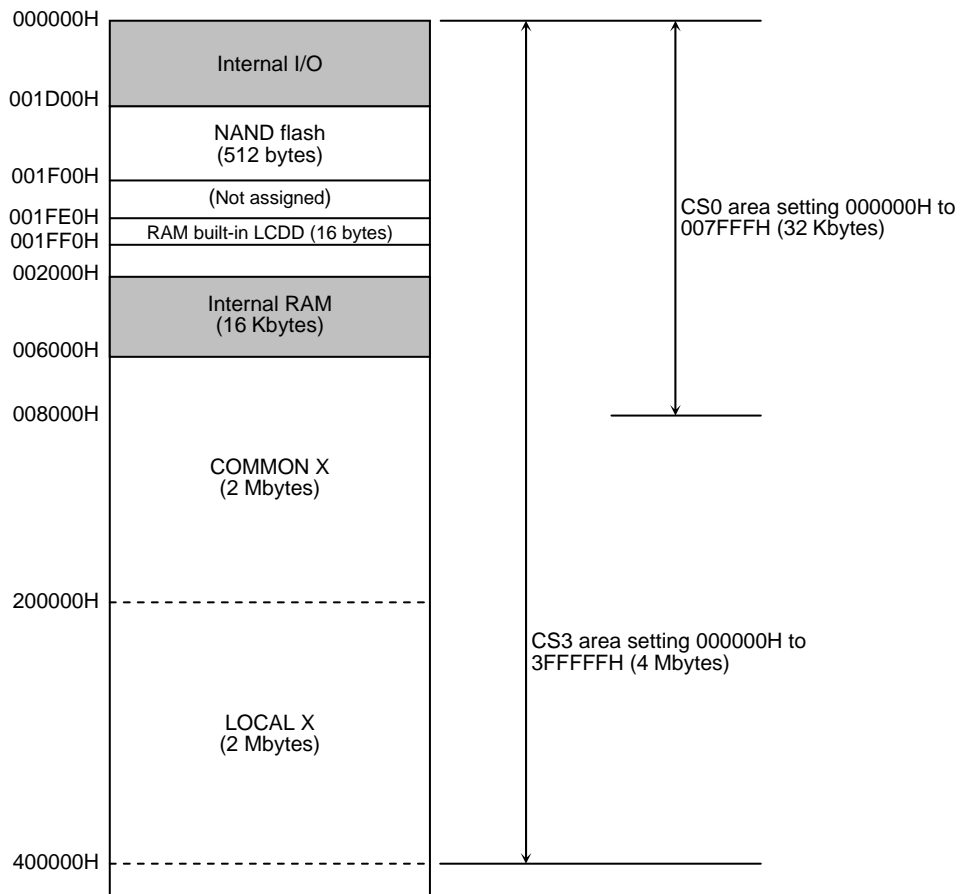 000000H
Internal I/O
001D00H
NAND flash
(512 bytes)
001F00H
(Not assigned)
001FE0H
RAM built-in LCDD (16 bytes)
001FF0H
002000H
Internal RAM
(16 Kbytes)
006000H
008000H
COMMON X
(2 Mbytes)
200000H
LOCAL X
(2 Mbytes)
400000H
CS0 area setting 000000H to
007FFFH (32 Kbytes)
CS3 area setting 000000H to
3FFFFFH (4 Mbytes)